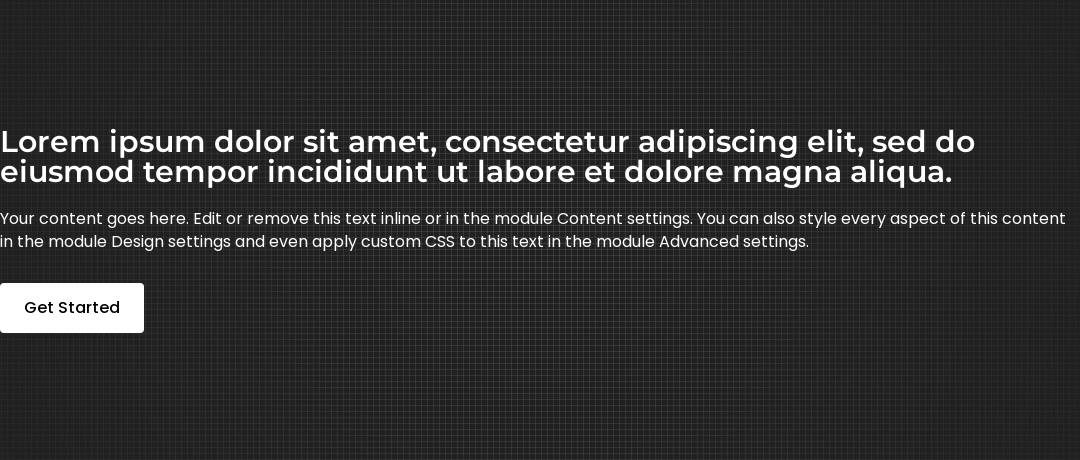 Lorem ipsum dolor sit amet, consectetur adipiscing elit, sed do
eiusmod tempor incididunt ut labore et dolore magna aliqua.
Your content goes here. Edit or remove this text inline or in the module Content settings. You can also style every aspect of this content
in the module Design settings and even apply custom CSS to this text in the module Advanced settings.
Get Started